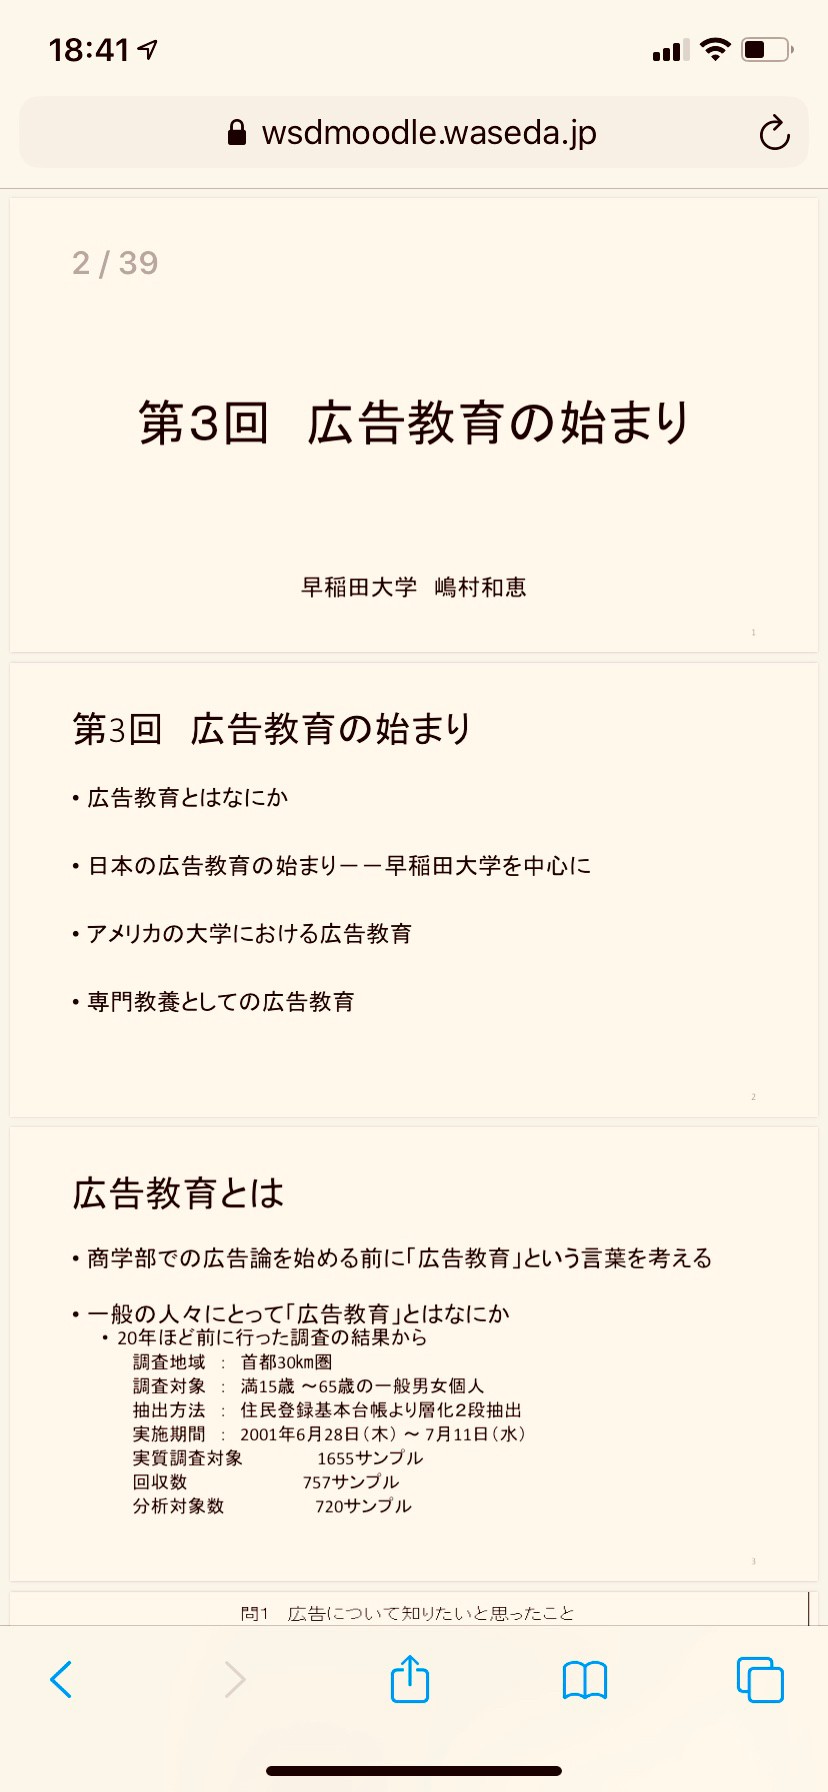 18:41
wsdmoodle.waseda.jp
2 / 39
第3回　広告教育の始まり
早稲田大学　嶋村和恵
1
第3回　広告教育の始まり
• 広告教育とはなにか
• 日本の広告教育の始まり－－早稲田大学を中心に
• アメリカの大学における広告教育
• 専門教養としての広告教育
2
広告教育とは
• 商学部での広告論を始める前に「広告教育」という言葉を考える
• 一般の人々にとって「広告教育」とはなにか
• 20年ほど前に行った調査の結果から
調査地域　：　首都30㎞圏
調査対象　：　満15歳 ～65歳の一般男女個人
抽出方法　：　住民登録基本台帳より層化２段抽出
実施期間　：　2001年6月28日（木） ～ 7月11日（水）
実質調査対象　　　　1655サンプル
回収数　　　　　　757サンプル
分析対象数　　　　　720サンプル
3
問1　広告について知りたいと思ったこと